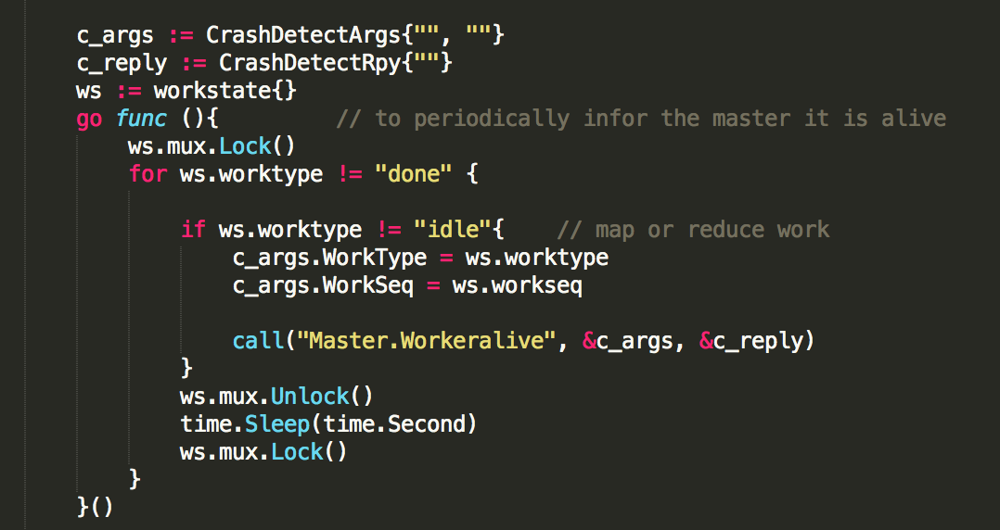 c_args := CrashDetectArgs{"", ""}
c_reply := CrashDetectRpy{""}
ws := workstate{}
go func (){         // to periodically infor the master it is alive
    ws.mux.Lock()
    for ws.worktype != "done" {

        if ws.worktype != "idle"{    // map or reduce work
            c_args.WorkType = ws.worktype
            c_args.WorkSeq = ws.workseq

            call("Master.Workeralive", &c_args, &c_reply)
        }
        ws.mux.Unlock()
        time.Sleep(time.Second)
        ws.mux.Lock()
    }
}()